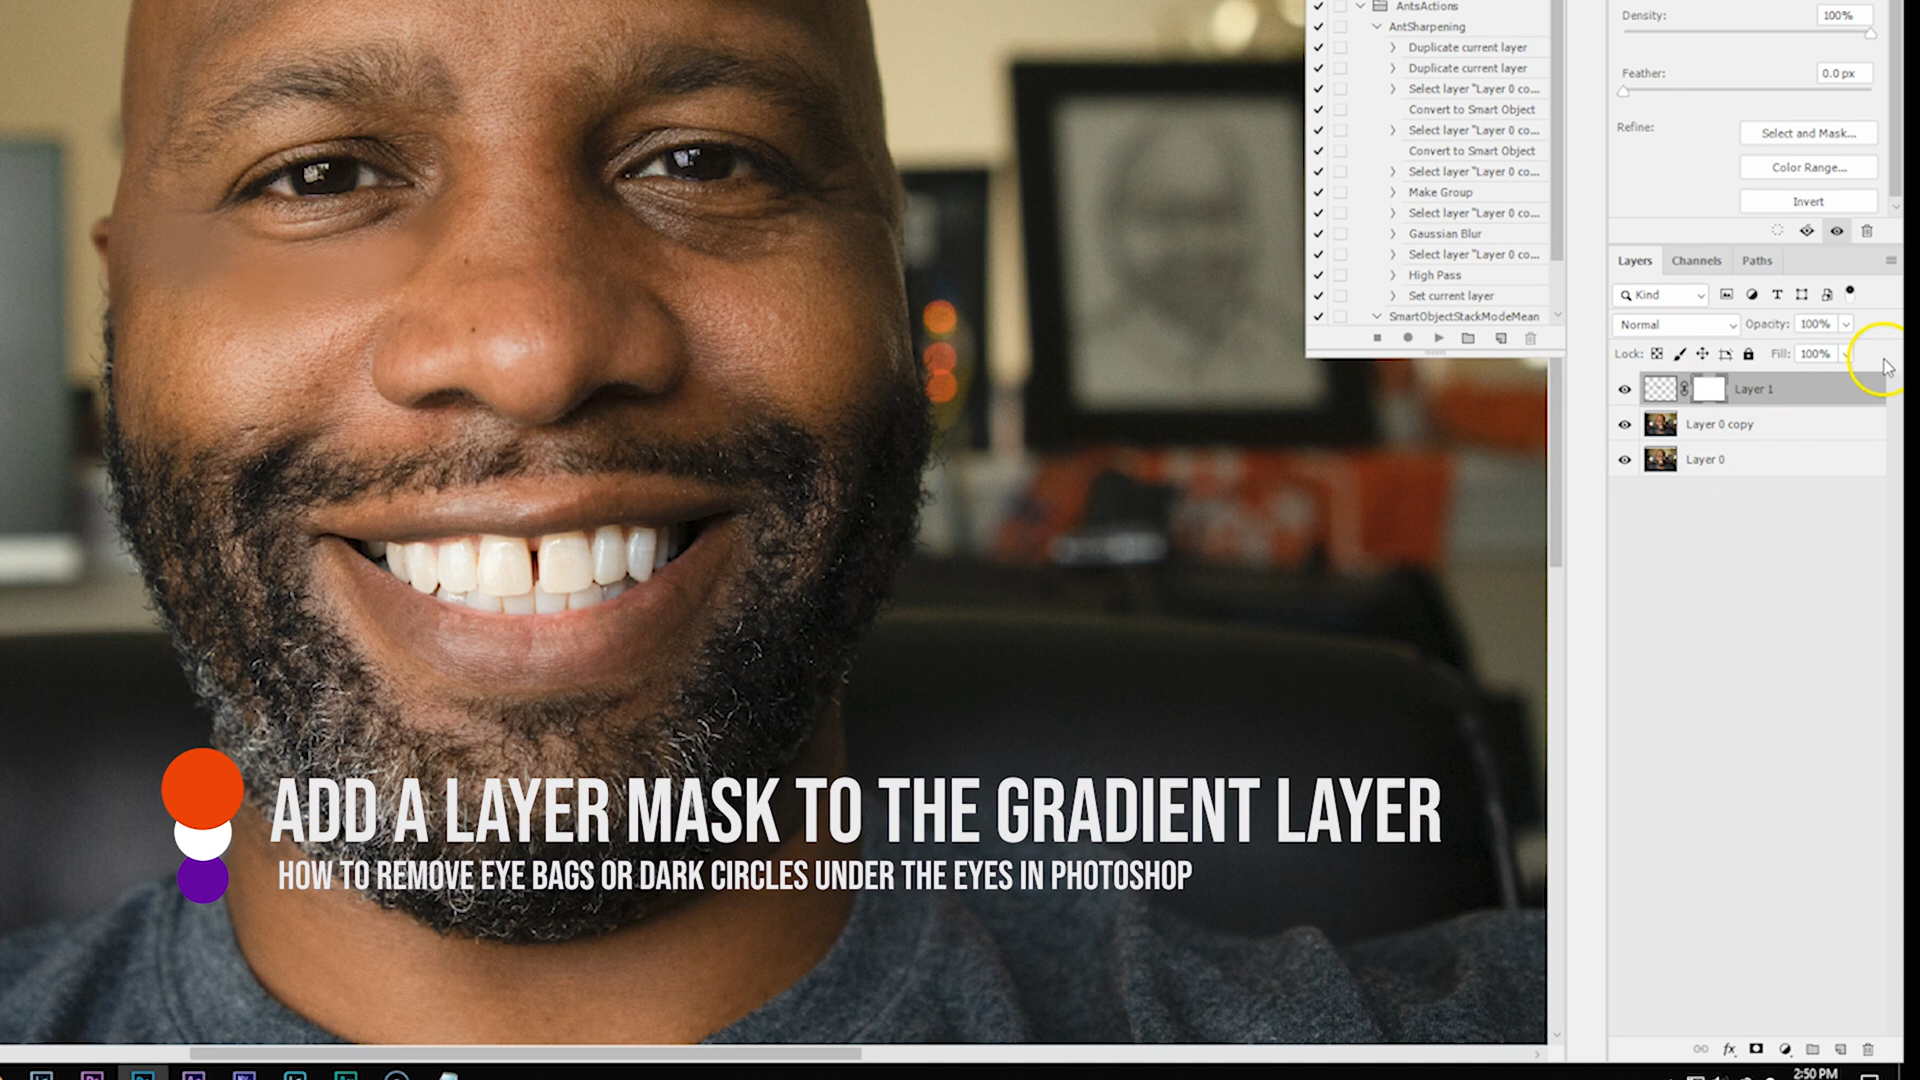 AntsActions
AntSharpening
Duplicate current layer
Duplicate current layer
Select layer "Layer 0 co...
Convert to Smart Object
Select layer "Layer 0 co...
Convert to Smart Object
Select layer "Layer 0 co...
Make Group
Select layer "Layer 0 co...
Gaussian Blur
Select layer "Layer 0 co...
High Pass
Set current layer
SmartObjectStackModeMean
Density: 100%
Feather: 0.0 px
Refine: Select and Mask...
Color Range...
Invert
Layers Channels Paths
Kind
Normal Opacity: 100%
Lock: Fill: 100%
Layer 1
Layer 0 copy
Layer 0
fx
ADD A LAYER MASK TO THE GRADIENT LAYER
HOW TO REMOVE EYE BAGS OR DARK CIRCLES UNDER THE EYES IN PHOTOSHOP
2:50 PM